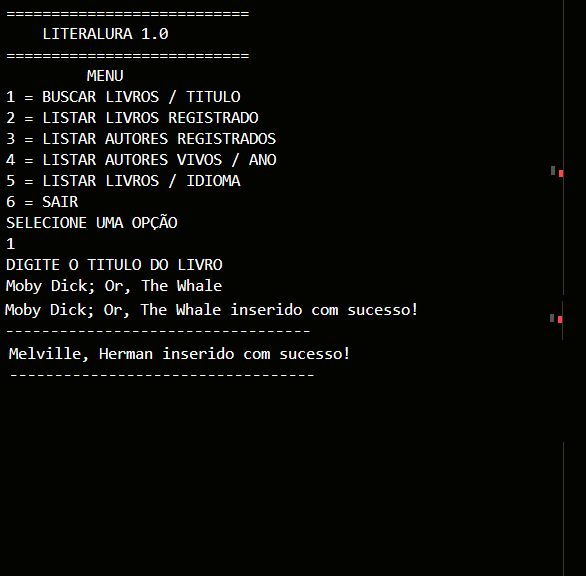 ===========================
LITERALURA 1.0
===========================
MENU
1 = BUSCAR LIVROS / TITULO
2 = LISTAR LIVROS REGISTRADO
3 = LISTAR AUTORES REGISTRADOS
4 = LISTAR AUTORES VIVOS / ANO
5 = LISTAR LIVROS / IDIOMA
6 = SAIR
SELECIONE UMA OPÇÃO
1
DIGITE O TITULO DO LIVRO
Moby Dick; Or, The Whale
Moby Dick; Or, The Whale inserido com sucesso!
----------------------------------
Melville, Herman inserido com sucesso!
----------------------------------